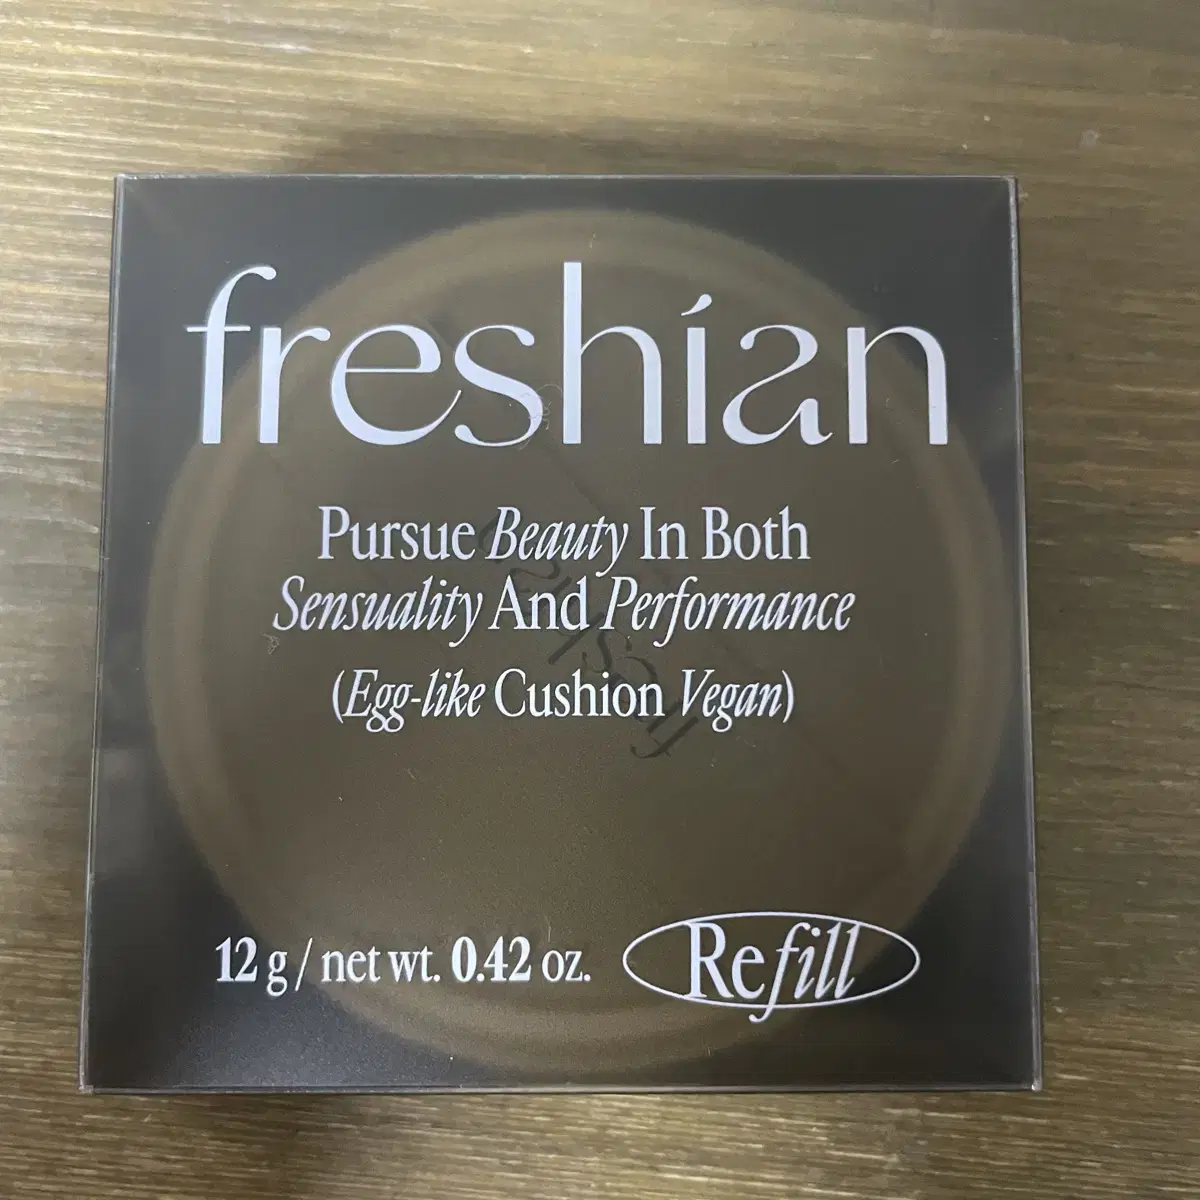 freshian
Pursue Beauty In Both
Sensuality And Performance
(Egg-like Cushion Vegan)
freshian
12 g / net wt. 0.42 oz.
Refill